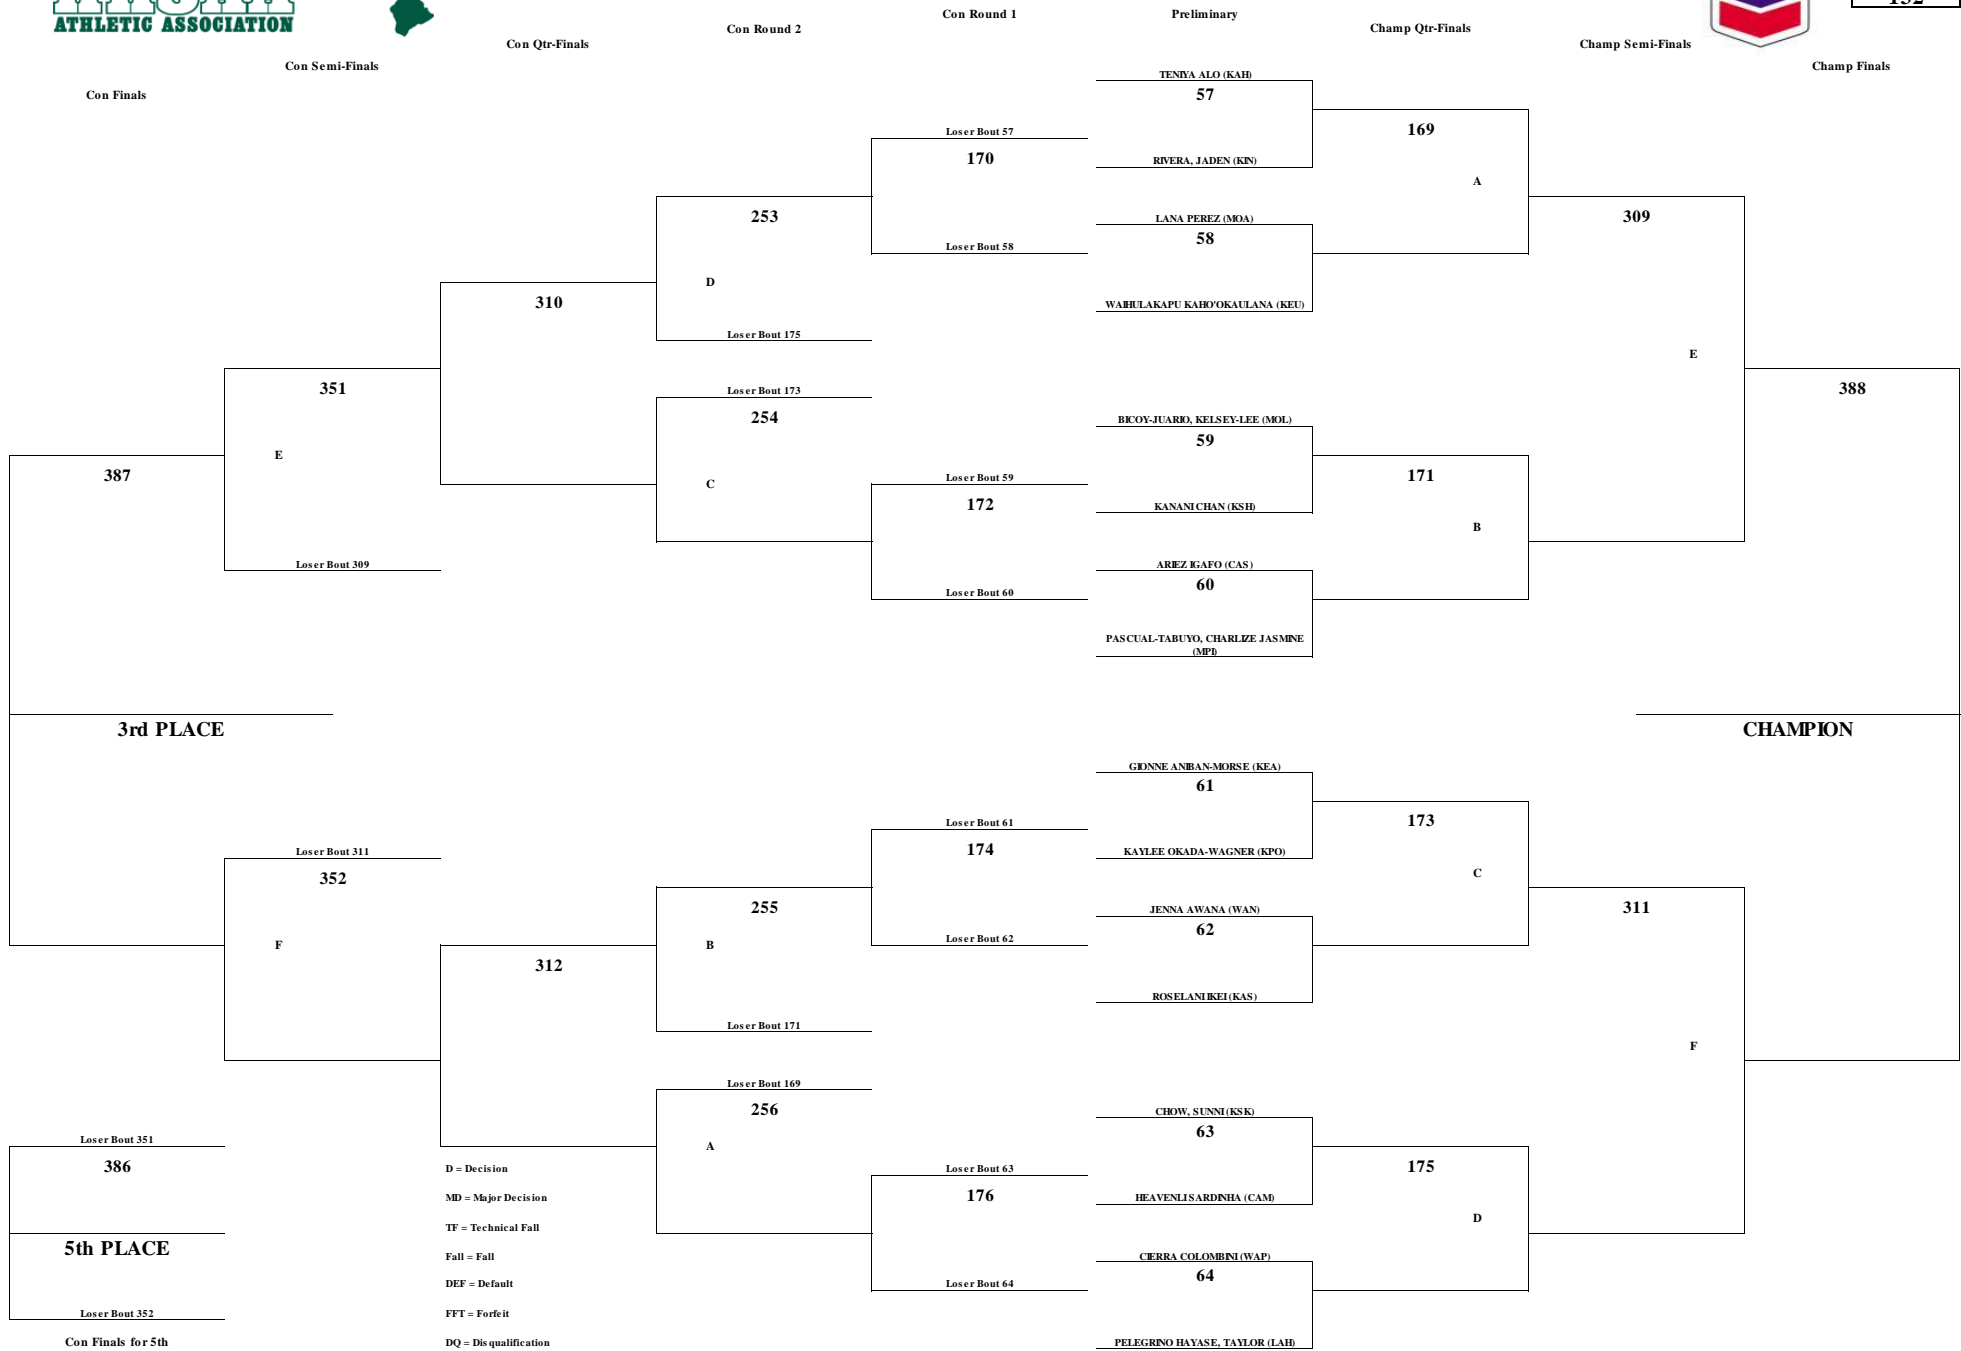 ATHLETIC ASSOCIATION
Con Finals
Con Semi-Finals
Con Qtr-Finals
Con Round 2
Con Round 1
Preliminary
Champ Qtr-Finals
Champ Semi-Finals
Champ Finals
TENIYA ALO (KAH)
57
RIVERA, JADEN (KIN)
LANA PEREZ (MOA)
58
WAIHULAKAPU KAHO'OKAULANA (KEU)
BICOY-JUARIO, KELSEY-LEE (MOL)
59
KANANI CHAN (KSH)
ARIEZ IGAFO (CAS)
60
PASCUAL-TABUYO, CHARLIZE JASMINE
(MPI)
GIONNE ANIBAN-MORSE (KEA)
61
KAYLEE OKADA-WAGNER (KPO)
JENNA AWANA (WAN)
62
ROSELANI IKEI (KAS)
CHOW, SUNNI (KSK)
63
HEAVENLI SARDINHA (CAM)
CIERRA COLOMBINI (WAP)
64
PELEGRINO HAYASE, TAYLOR (LAH)
169
A
171
B
173
C
175
D
309
E
311
F
388
CHAMPION
Loser Bout 57
170
Loser Bout 58
Loser Bout 59
172
Loser Bout 60
Loser Bout 61
174
Loser Bout 62
Loser Bout 63
176
Loser Bout 64
253
D
Loser Bout 175
Loser Bout 173
254
C
255
B
Loser Bout 171
Loser Bout 169
256
A
310
312
351
E
Loser Bout 309
Loser Bout 311
352
F
387
3rd PLACE
Loser Bout 351
386
5th PLACE
Loser Bout 352
Con Finals for 5th
D = Decision
MD = Major Decision
TF = Technical Fall
Fall = Fall
DEF = Default
FFT = Forfeit
DQ = Disqualification